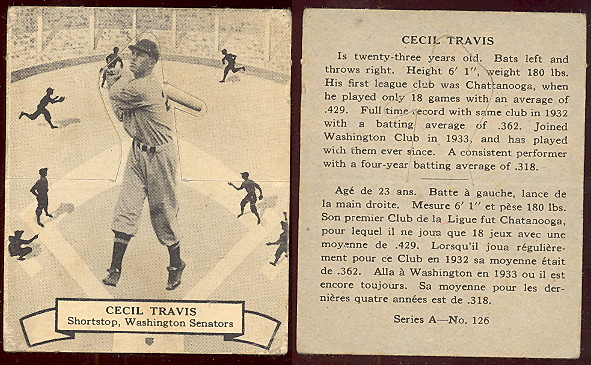 CECIL TRAVIS
Shortstop, Washington Senators
CECIL TRAVIS
Is twenty-three years old. Bats left and
throws right. Height 6' 1", weight 180 lbs.
His first league club was Chattanooga, when
he played only 18 games with an average of
.429. Full time record with same club in 1932
with a batting average of .362. Joined
Washington Club in 1933, and has played
with them ever since. A consistent performer
with a four-year batting average of .318.
Agé de 23 ans. Batte à gauche, lance de
la main droite. Mesure 6' 1" et pèse 180 lbs.
Son premier Club de la Ligue fut Chatanooga,
pour lequel il ne joua que 18 jeux avec une
moyenne de .429. Lorsqu'il joua régulière-
ment pour ce Club en 1932 sa moyenne était
de .362. Alla à Washington en 1933 ou il est
encore toujours. Sa moyenne pour les der-
nières quatre années est de .318.
Series A—No. 126